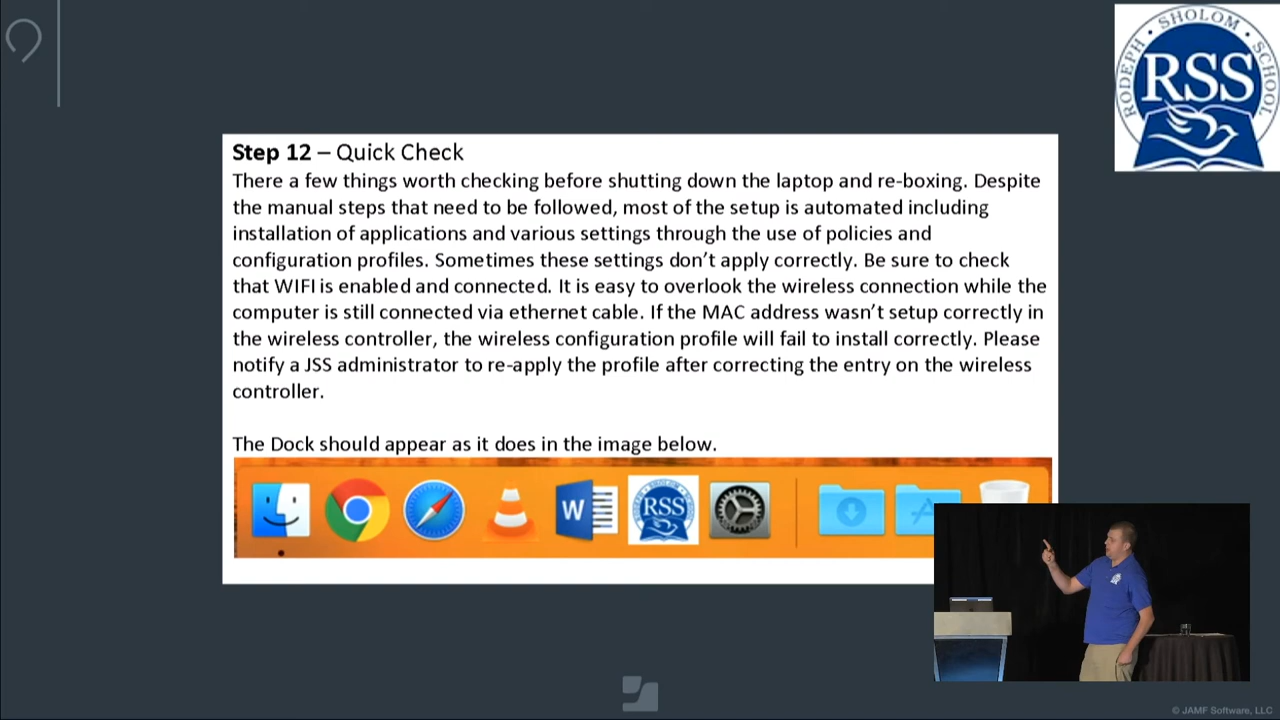 RODEPH · SHOLOM · SCHOOL
RSS
Step 12 – Quick Check
There a few things worth checking before shutting down the laptop and re-boxing. Despite
the manual steps that need to be followed, most of the setup is automated including
installation of applications and various settings through the use of policies and
configuration profiles. Sometimes these settings don't apply correctly. Be sure to check
that WIFI is enabled and connected. It is easy to overlook the wireless connection while the
computer is still connected via ethernet cable. If the MAC address wasn't setup correctly in
the wireless controller, the wireless configuration profile will fail to install correctly. Please
notify a JSS administrator to re-apply the profile after correcting the entry on the wireless
controller.
The Dock should appear as it does in the image below.
W
RSS
© JAMF Software, LLC